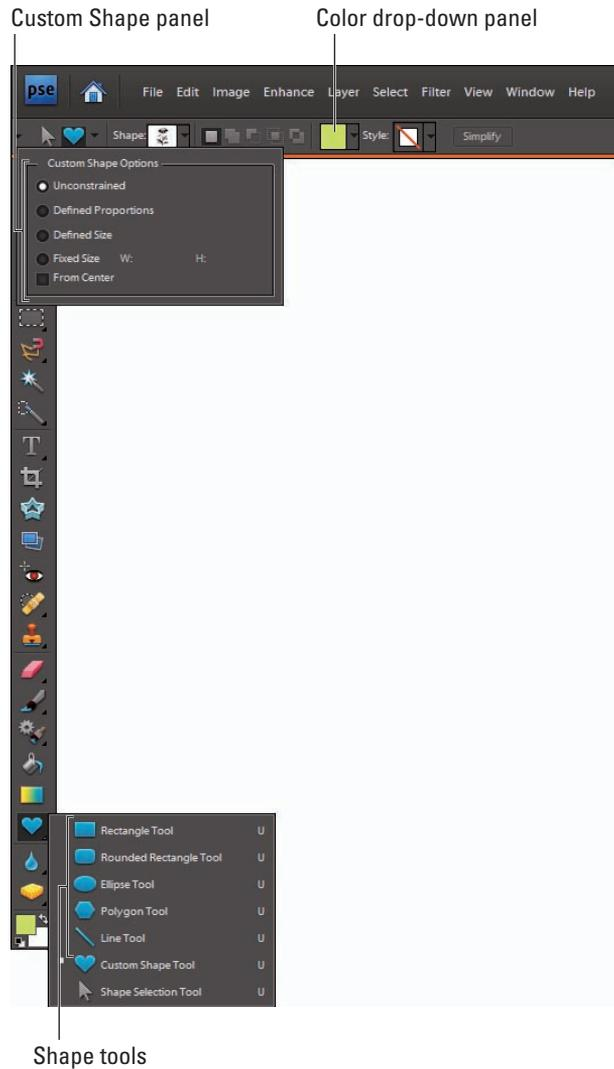 Custom Shape panel Color drop-down panel
pse File Edit Image Enhance Layer Select Filter View Window Help
Shape: Style: Simplify
Custom Shape Options
Unconstrained
Defined Proportions
Defined Size
Fixed Size W: H:
From Center
T
Rectangle Tool U
Rounded Rectangle Tool U
Ellipse Tool U
Polygon Tool U
Line Tool U
Custom Shape Tool U
Shape Selection Tool U
Shape tools